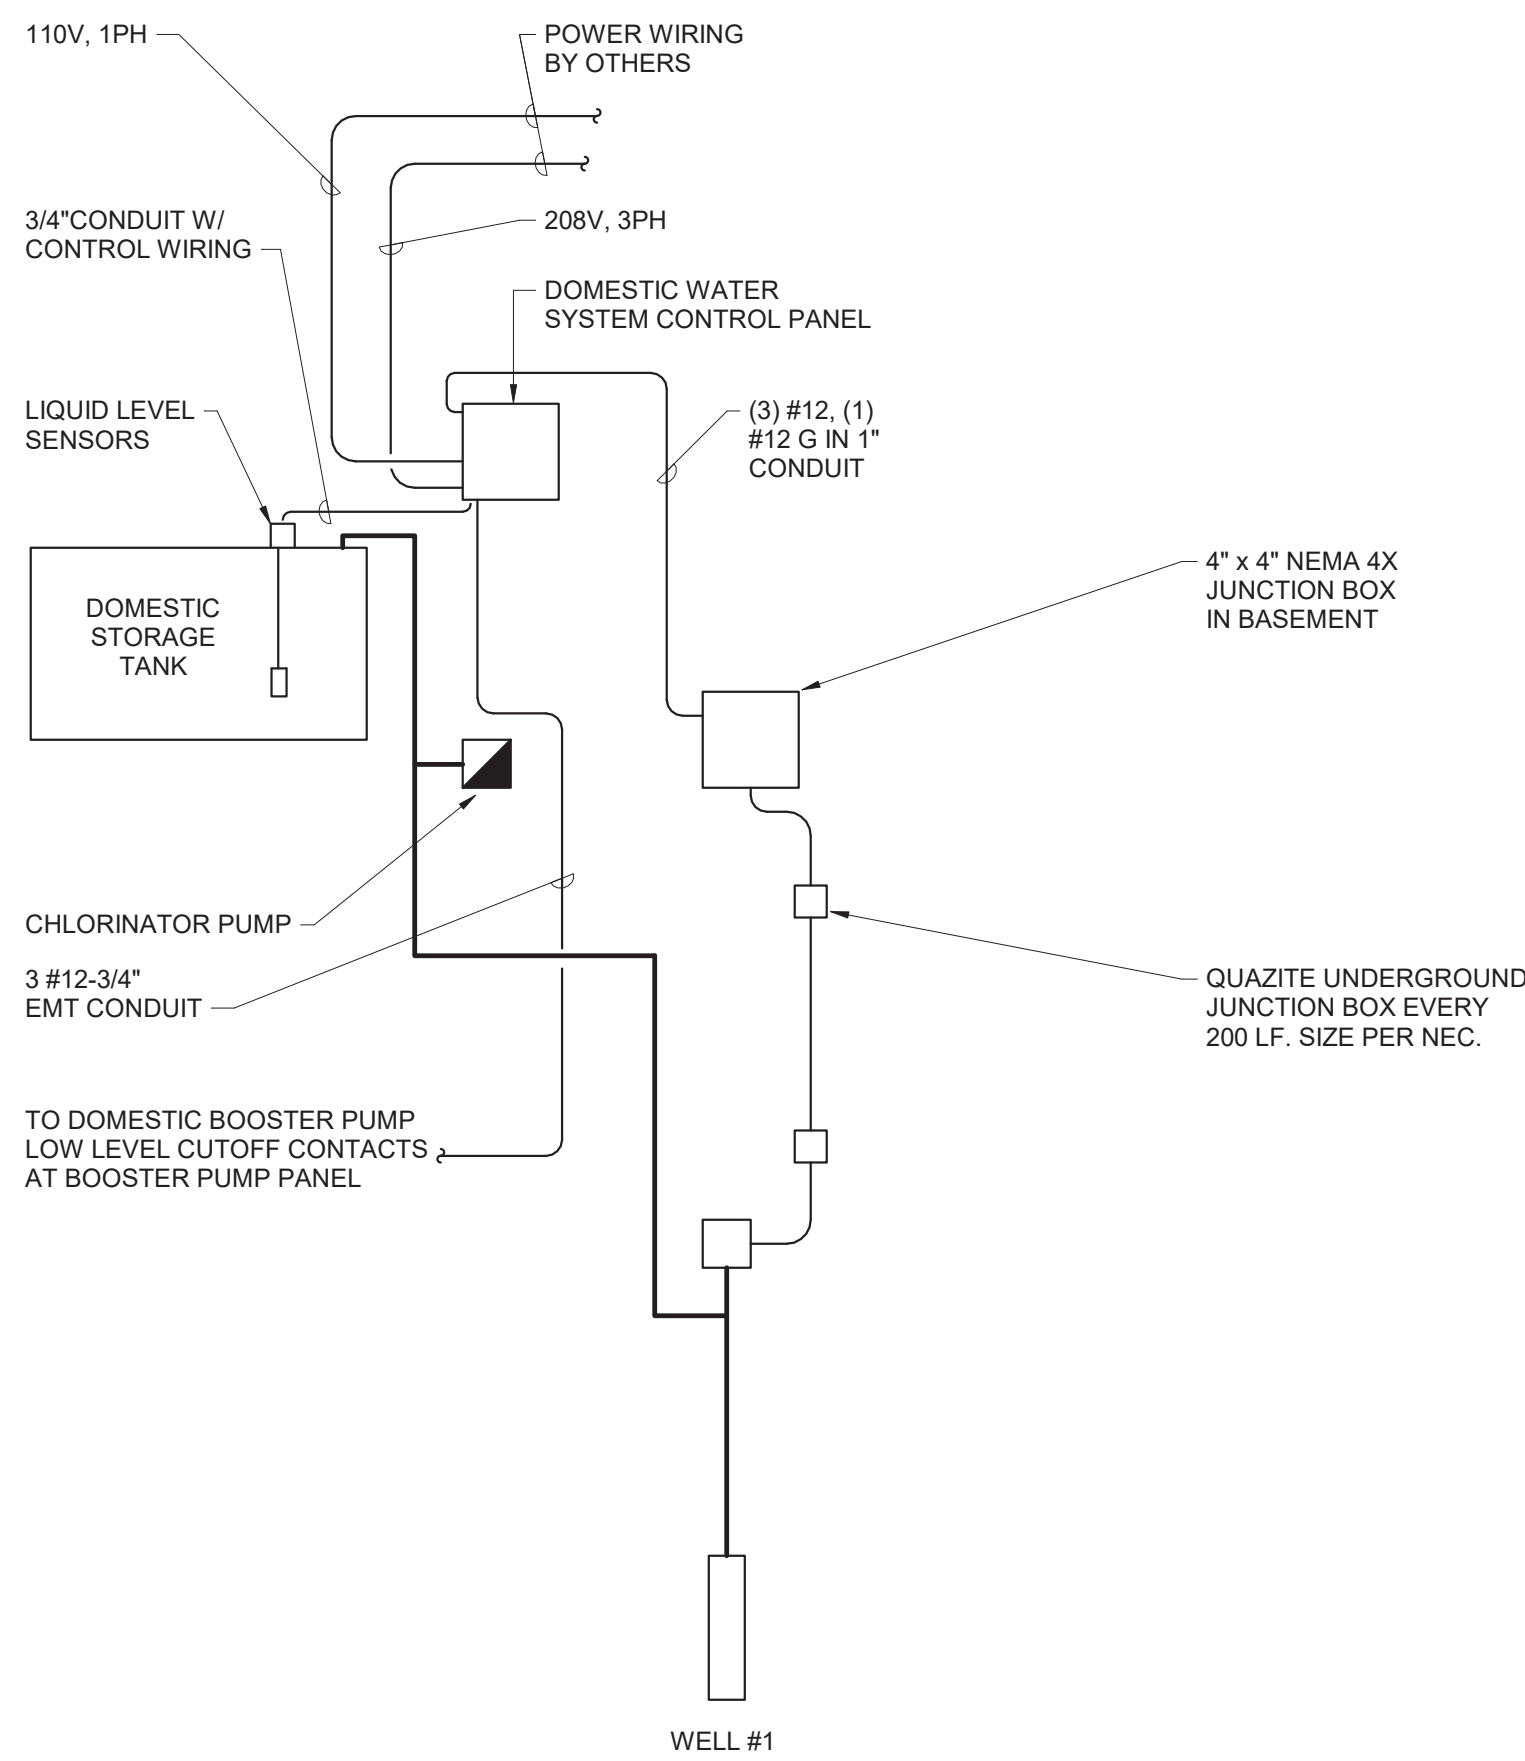 110V, 1PH
POWER WIRING
BY OTHERS
3/4"CONDUIT W/
CONTROL WIRING
208V, 3PH
DOMESTIC WATER
SYSTEM CONTROL PANEL
LIQUID LEVEL
SENSORS
(3) #12, (1)
#12 G IN 1"
CONDUIT
4" x 4" NEMA 4X
JUNCTION BOX
IN BASEMENT
DOMESTIC
STORAGE
TANK
CHLORINATOR PUMP
3 #12-3/4"
EMT CONDUIT
QUAZITE UNDERGROUND
JUNCTION BOX EVERY
200 LF. SIZE PER NEC.
TO DOMESTIC BOOSTER PUMP
LOW LEVEL CUTOFF CONTACTS
AT BOOSTER PUMP PANEL
WELL #1